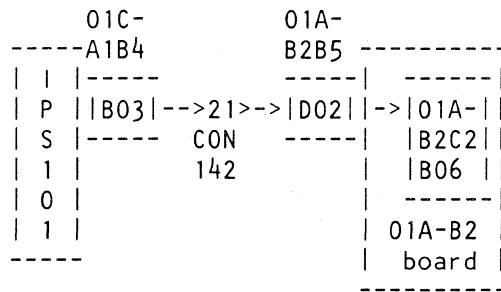 01C-            01A-
-----A1B4             B2B5 ----------
|  |  |-----          -----|  ------|
|  P ||B03|-->21>->|D02|->|01A-||
|  S ||-----  CON    -----|  |B2C2||
|  1  |       142          |  |B06 ||
|  0  |                    |  ------|
|  1  |                    | 01A-B2 |
-----                      |  board |
                           ----------